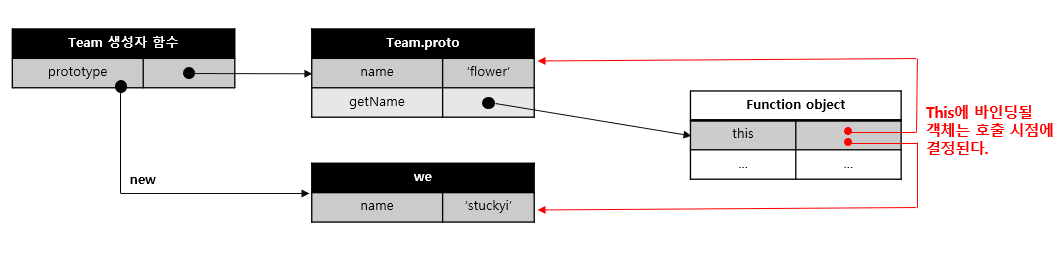 Team 생성자 함수
prototype
Team.proto
name
'flower'
getName
Function object
this
...
...
This에 바인딩될
객체는 호출 시점에
결정된다.
new
we
name
'stuckyi'